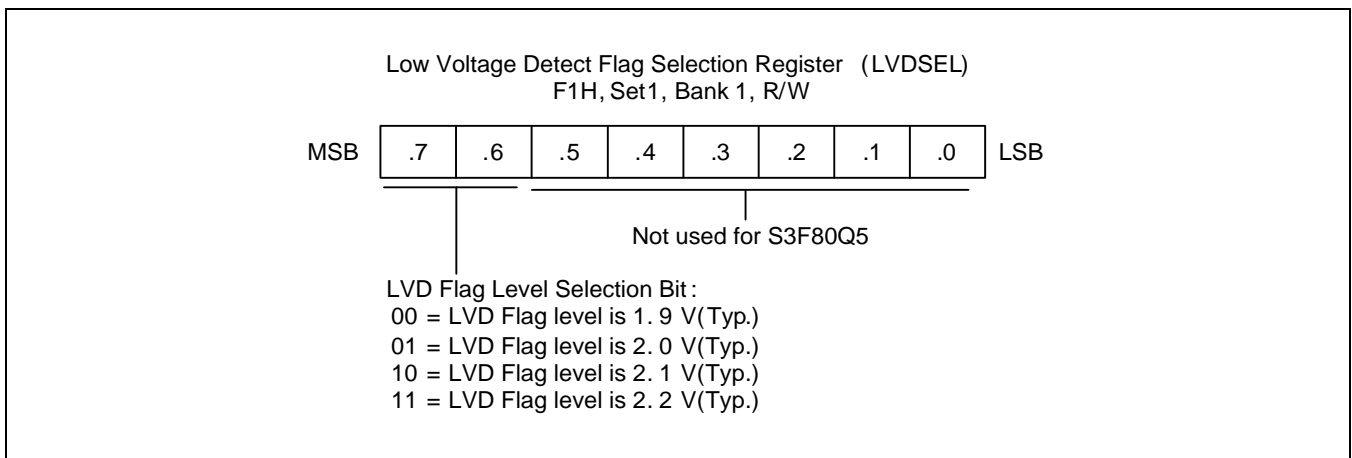 Low Voltage Detect Flag Selection Register (LVDSEL)
F1H, Set1, Bank 1, R/W
MSB .7 .6 .5 .4 .3 .2 .1 .0 LSB
Not used for S3F80Q5
LVD Flag Level Selection Bit:
00 = LVD Flag level is 1. 9 V(Typ.)
01 = LVD Flag level is 2. 0 V(Typ.)
10 = LVD Flag level is 2. 1 V(Typ.)
11 = LVD Flag level is 2. 2 V(Typ.)